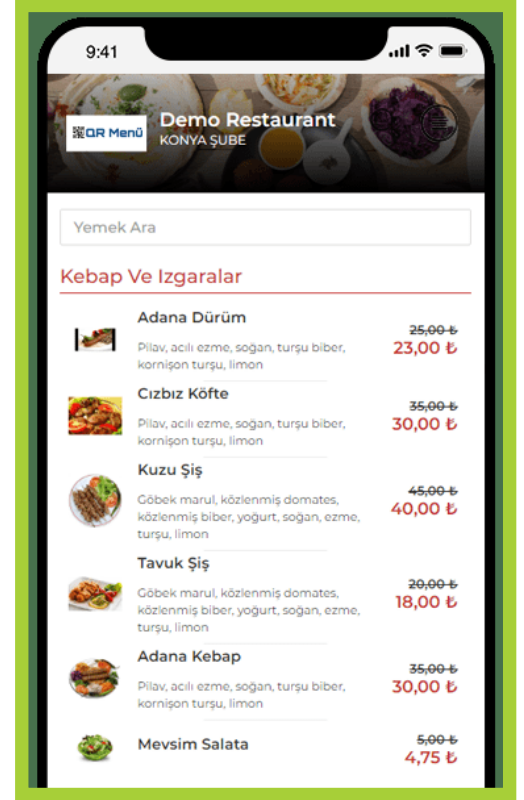 9:41
QR Menü
Demo Restaurant
KONYA ŞUBE
Yemek Ara
Kebap Ve Izgaralar
Adana Dürüm
25,00 ₺
Pilav, acılı ezme, soğan, turşu biber,
23,00 ₺
kornişon turşu, limon
Cızbız Köfte
35,00 ₺
Pilav, acılı ezme, soğan, turşu biber,
30,00 ₺
kornişon turşu, limon
Kuzu Şiş
45,00 ₺
Göbek marul, közlenmiş domates,
40,00 ₺
közlenmiş biber, yoğurt, soğan, ezme,
turşu, limon
Tavuk Şiş
20,00 ₺
Göbek marul, közlenmiş domates,
18,00 ₺
közlenmiş biber, yoğurt, soğan, ezme,
turşu, limon
Adana Kebap
35,00 ₺
Pilav, acılı ezme, soğan, turşu biber,
30,00 ₺
kornişon turşu, limon
Mevsim Salata
5,00 ₺
4,75 ₺